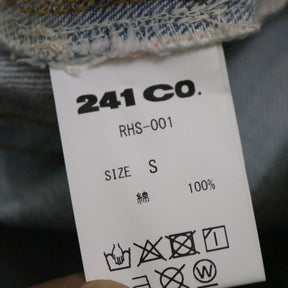 241 CO.
RHS-001
SIZE S
綿 100%
W